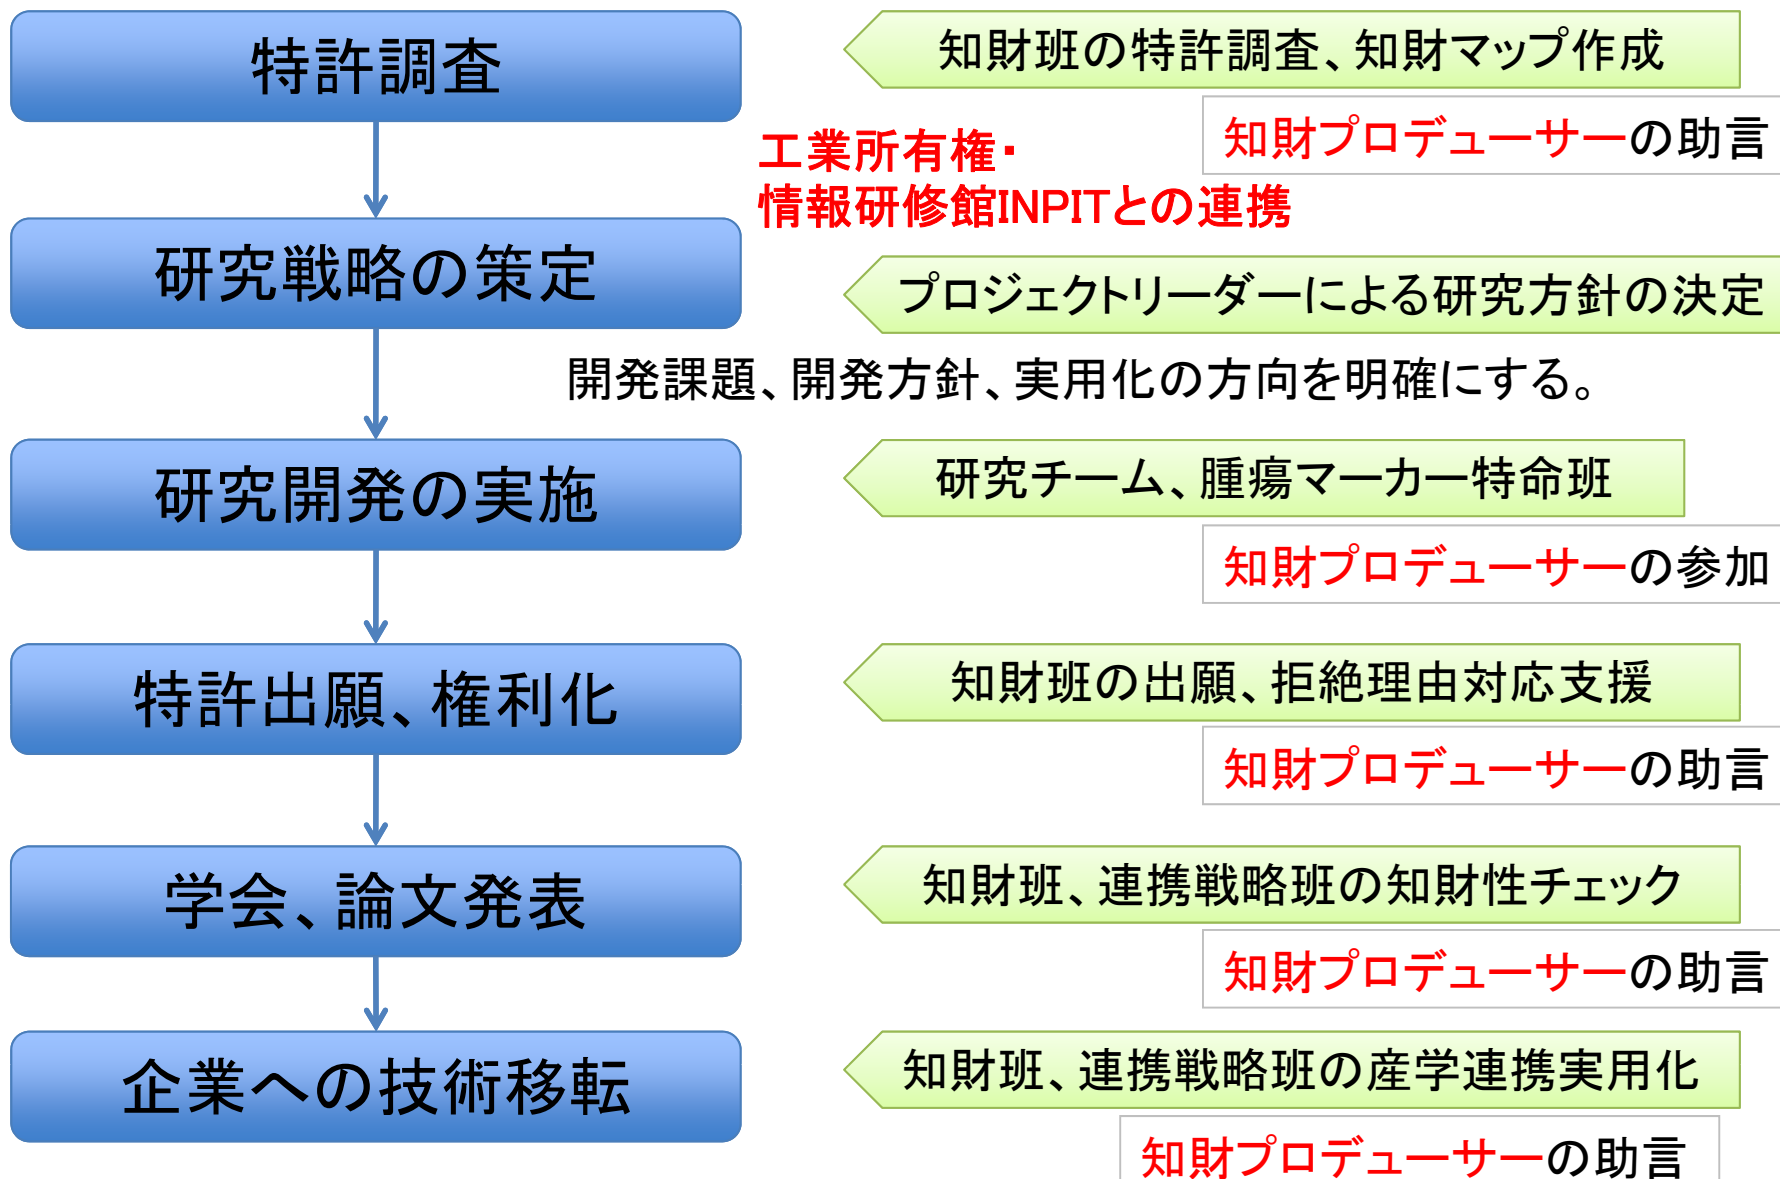 特許調査
知財班の特許調査、知財マップ作成
知財プロデューサーの助言
工業所有権・
情報研修館INPITとの連携
研究戦略の策定
プロジェクトリーダーによる研究方針の決定
開発課題、開発方針、実用化の方向を明確にする。
研究開発の実施
研究チーム、腫瘍マーカー特命班
知財プロデューサーの参加
特許出願、権利化
知財班の出願、拒絶理由対応支援
知財プロデューサーの助言
学会、論文発表
知財班、連携戦略班の知財性チェック
知財プロデューサーの助言
企業への技術移転
知財班、連携戦略班の産学連携実用化
知財プロデューサーの助言